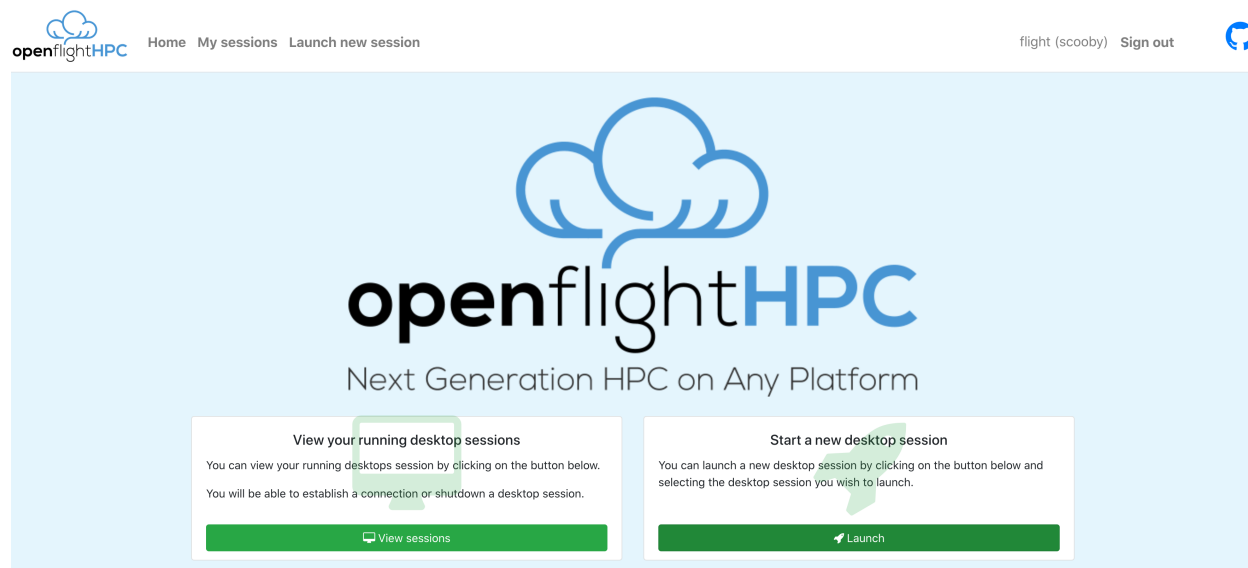 openflightHPC
Home My sessions Launch new session
flight (scooby) Sign out
openflightHPC
Next Generation HPC on Any Platform
View your running desktop sessions
You can view your running desktops session by clicking on the button below.
You will be able to establish a connection or shutdown a desktop session.
View sessions
Start a new desktop session
You can launch a new desktop session by clicking on the button below and
selecting the desktop session you wish to launch.
Launch